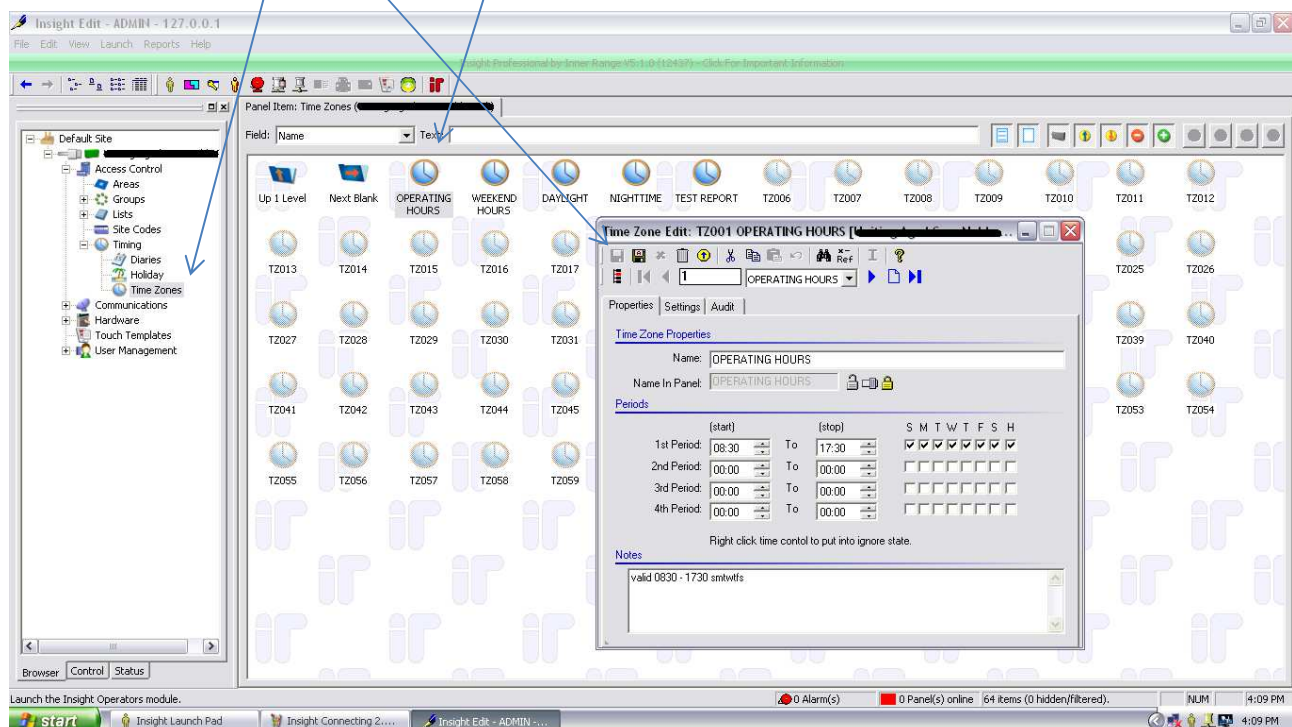 Insight Edit - ADMIN - 127.0.0.1
File Edit View Launch Reports Help
Insight Professional by Inner Range V5.1.0 (12437) - Click For Important Information
Panel Item: Time Zones (
Field: Name Text:
Default Site
Access Control
Areas
Groups
Lists
Site Codes
Timing
Diaries
Holiday
Time Zones
Communications
Hardware
Touch Templates
User Management
Up 1 Level Next Blank OPERATING HOURS WEEKEND HOURS DAYLIGHT NIGHTTIME TEST REPORT TZ006 TZ007 TZ008 TZ009 TZ010 TZ011 TZ012
TZ013 TZ014 TZ015 TZ016 TZ017 TZ025 TZ026
TZ027 TZ028 TZ029 TZ030 TZ031 TZ039 TZ040
TZ041 TZ042 TZ043 TZ044 TZ045 TZ053 TZ054
TZ055 TZ056 TZ057 TZ058 TZ059
Time Zone Edit: TZ001 OPERATING HOURS [
x- Ref
1 OPERATING HOURS
Properties Settings Audit
Time Zone Properties
Name: OPERATING HOURS
Name In Panel: OPERATING HOURS
Periods
(start) (stop) S M T W T F S H
1st Period: 08:30 To 17:30
2nd Period: 00:00 To 00:00
3rd Period: 00:00 To 00:00
4th Period: 00:00 To 00:00
Right click time contol to put into ignore state.
Notes
valid 0830 - 1730 smtwtfs
Browser Control Status
Launch the Insight Operators module. 0 Alarm(s) 0 Panel(s) online 64 items (0 hidden/filtered). NUM 4:09 PM
start Insight Launch Pad Insight Connecting 2.... Insight Edit - ADMIN -... 4:09 PM